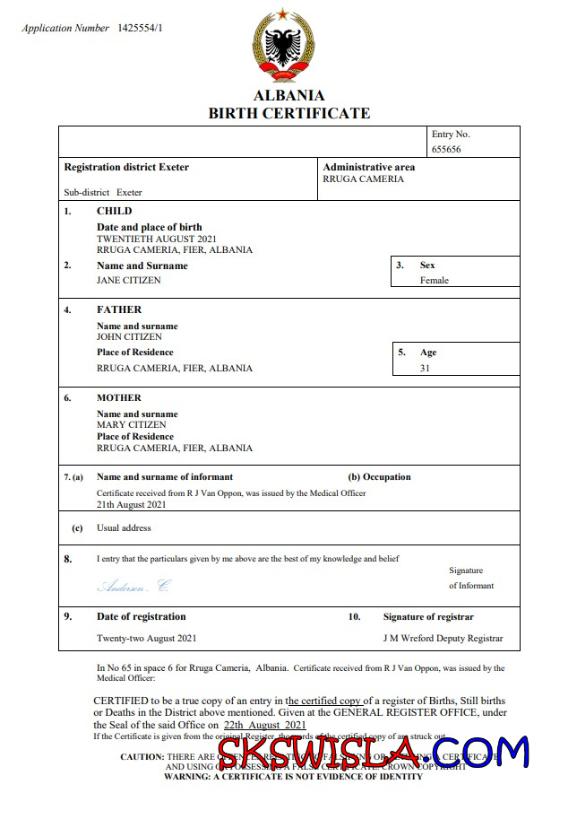 Application Number 1425554/1
ALBANIA
BIRTH CERTIFICATE
Entry No.
655656
Registration district Exeter
Administrative area
RRUGA CAMERIA
Sub-district Exeter
1. CHILD
Date and place of birth
TWENTIETH AUGUST 2021
RRUGA CAMERIA, FIER, ALBANIA
2. Name and Surname
3. Sex
JANE CITIZEN
Female
4. FATHER
Name and surname
JOHN CITIZEN
Place of Residence
5. Age
RRUGA CAMERIA, FIER, ALBANIA
31
6. MOTHER
Name and surname
MARY CITIZEN
Place of Residence
RRUGA CAMERIA, FIER, ALBANIA
7. (a) Name and surname of informant
(b) Occupation
Certificate received from R J Van Oppon, was issued by the Medical Officer
21th August 2021
(c) Usual address
8. I entry that the particulars given by me above are the best of my knowledge and belief
Signature
of Informant
Anderson . C.
9. Date of registration
10. Signature of registrar
Twenty-two August 2021
J M Wreford Deputy Registrar
In No 65 in space 6 for Rruga Cameria, Albania. Certificate received from R J Van Oppon, was issued by the
Medical Officer:
CERTIFIED to be a true copy of an entry in the certified copy of a register of Births, Still births
or Deaths in the District above mentioned. Given at the GENERAL REGISTER OFFICE, under
the Seal of the said Office on 22th August 2021
If the Certificate is given from the original Register, the words of the certified copy of are struck out
SKSWISLA.COM
CAUTION: THERE ARE
AND USING OR POSSESSING A FALSE CERTIFICATE. CROWN COPYRIGHT
WARNING: A CERTIFICATE IS NOT EVIDENCE OF IDENTITY